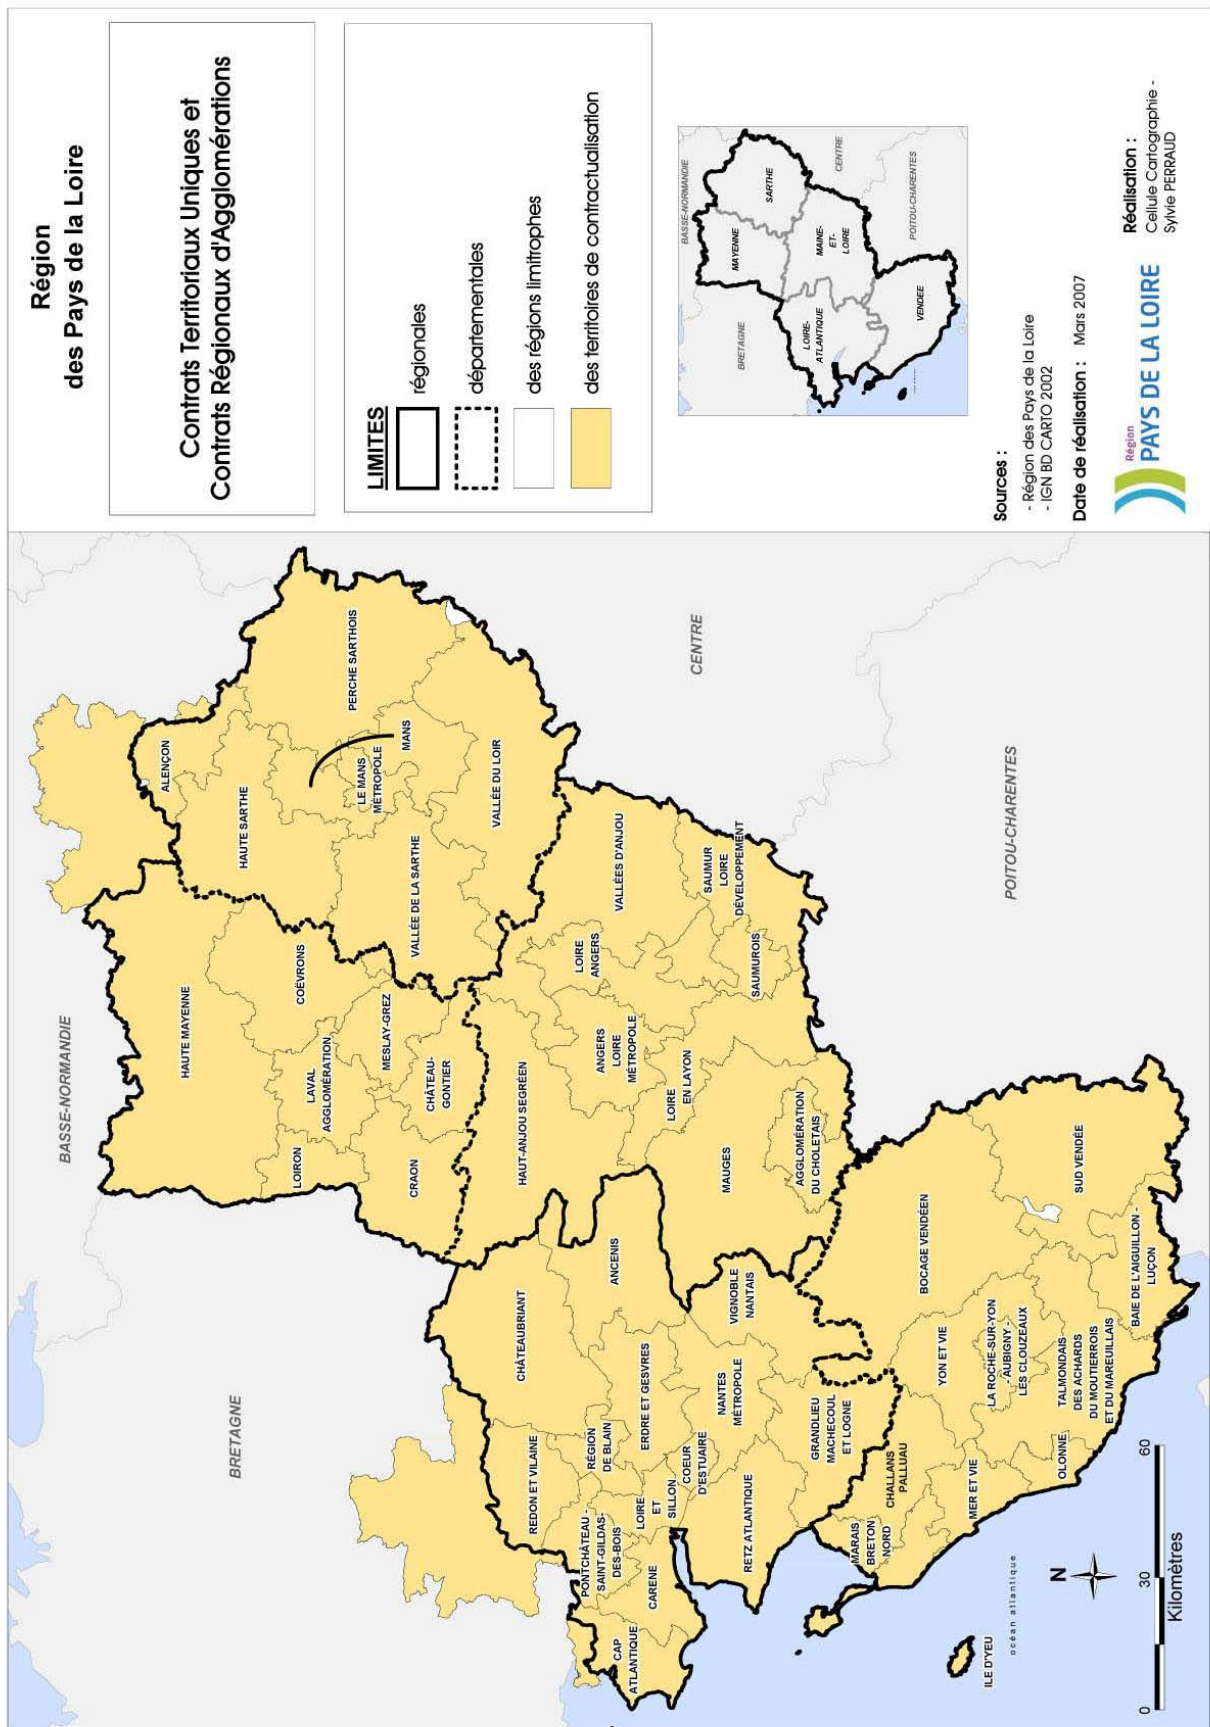 Région
des Pays de la Loire
Contrats Territoriaux Uniques et
Contrats Régionaux d'Agglomérations
LIMITES
régionales
départementales
des régions limitrophes
des territoires de contractualisation
BASSE-NORMANDIE
MAYENNE
SARTHE
BRETAGNE
LOIRE-
ATLANTIQUE
MAINE-
ET-
LOIRE
CENTRE
VENDEE
POITOU-CHARENTES
Sources :
- Région des Pays de la Loire
- IGN BD CARTO 2002
Date de réalisation : Mars 2007
Région
PAYS DE LA LOIRE
Réalisation :
Cellule Cartographie -
Sylvie PERRAUD
BASSE-NORMANDIE
BRETAGNE
CENTRE
POITOU-CHARENTES
HAUTE MAYENNE
ALENÇON
HAUTE SARTHE
PERCHE SARTHOIS
COËVRONS
LOIRON
LAVAL
AGGLOMÉRATION
LE MANS
MÉTROPOLE
MANS
MESLAY-GREZ
CRAON
CHÂTEAU-
GONTIER
VALLÉE DE LA SARTHE
VALLÉE DU LOIR
HAUT-ANJOU SEGRÉEN
CHÂTEAUBRIANT
REDON ET VILAINE
LOIRE
ANGERS
VALLÉES D'ANJOU
ANGERS
LOIRE
MÉTROPOLE
ANCENIS
RÉGION
DE BLAIN
PONTCHÂTEAU -
SAINT-GILDAS-
DES-BOIS
ERDRE ET GESVRES
LOIRE
ET
SILLON
CARENE
CAP
ATLANTIQUE
LOIRE
EN LAYON
SAUMUR
LOIRE
DÉVELOPPEMENT
SAUMUROIS
MAUGES
VIGNOBLE
NANTAIS
NANTES
MÉTROPOLE
COEUR
D'ESTUAIRE
RETZ ATLANTIQUE
AGGLOMÉRATION
DU CHOLETAIS
GRANDLIEU
MACHECOUL
ET LOGNE
MARAIS
BRETON
NORD
CHALLANS
PALLUAU
BOCAGE VENDÉEN
YON ET VIE
MER ET VIE
LA ROCHE-SUR-YON
- AUBIGNY -
LES CLOUZEAUX
SUD VENDÉE
OLONNE
TALMONDAIS
DES ACHARDS
DU MOUTIERROIS
ET DU MAREUILLAIS
BAIE DE L'AIGUILLON -
LUÇON
ILE D'YEU
océan atlantique
N
0 30 60
Kilomètres